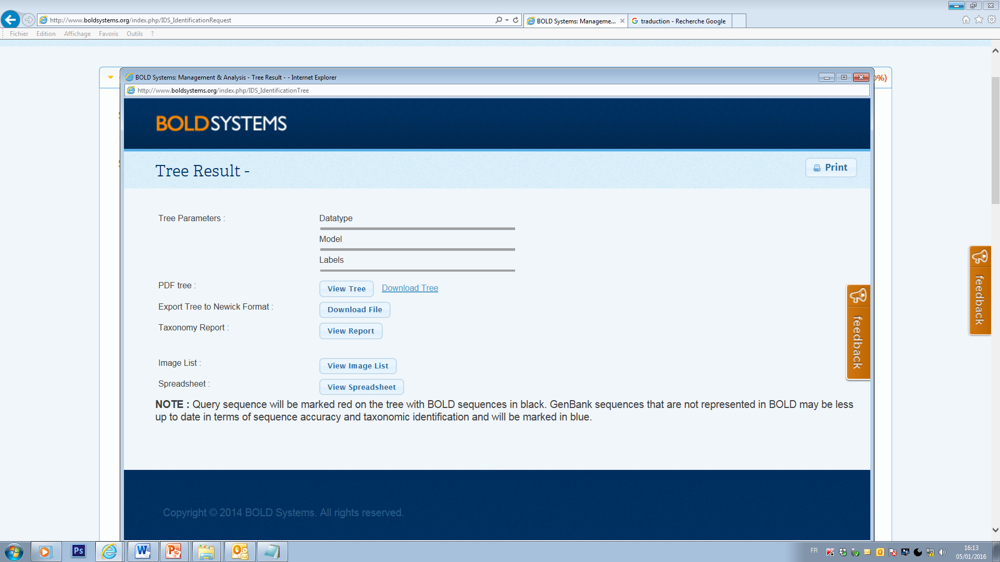 http://www.boldsystems.org/index.php/IDS_IdentificationRequest
BOLD Systems: Manageme...
traduction - Recherche Google
Fichier Edition Affichage Favoris Outils ?
BOLD Systems: Management & Analysis - Tree Result - - Internet Explorer
0%)
http://www.boldsystems.org/index.php/IDS_IdentificationTree
BOLDSYSTEMS
Tree Result -
Print
Tree Parameters :
Datatype
Model
Labels
PDF tree :
View Tree
Download Tree
Export Tree to Newick Format :
Download File
Taxonomy Report :
View Report
Image List :
View Image List
Spreadsheet :
View Spreadsheet
NOTE : Query sequence will be marked red on the tree with BOLD sequences in black. GenBank sequences that are not represented in BOLD may be less
up to date in terms of sequence accuracy and taxonomic identification and will be marked in blue.
feedback
feedback
Copyright © 2014 BOLD Systems. All rights reserved.
Ps
FR
16:13
05/01/2016